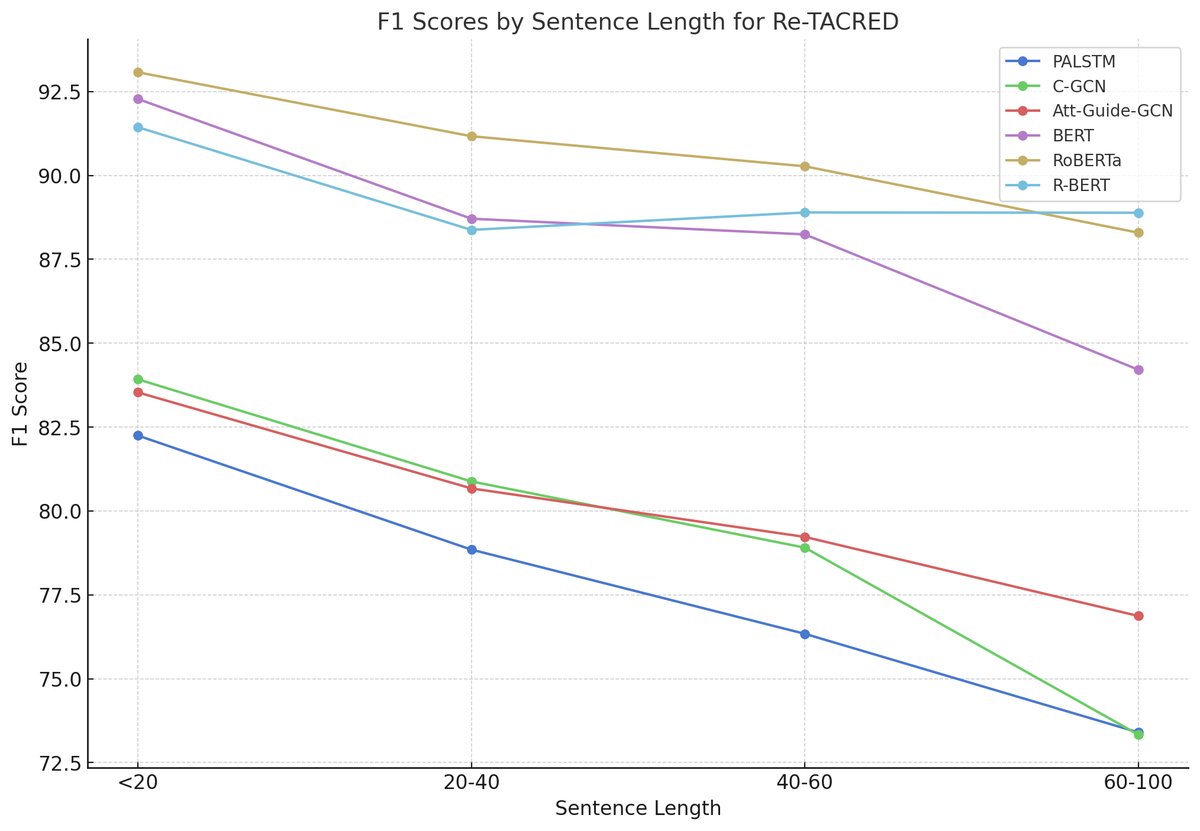 F1 Scores by Sentence Length for Re-TACRED
PALSTM
C-GCN
Att-Guide-GCN
BERT
RoBERTa
R-BERT
92.5
90.0
87.5
85.0
82.5
80.0
77.5
75.0
72.5
F1 Score
<20 20-40 40-60 60-100
Sentence Length